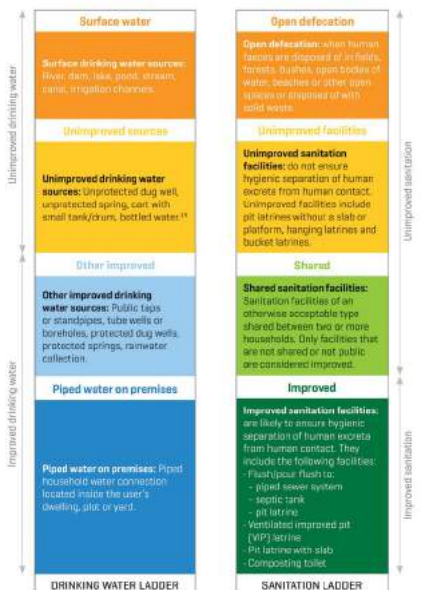 Unimproved drinking water
Improved drinking water
Surface water
Surface drinking water sources:
River, dam, lake, pond, stream,
canal, irrigation channels.
Unimproved sources
Unimproved drinking water
sources: Unprotected dug well,
unprotected spring, cart with
small tank/drum, bottled water.
Other improved
Other improved drinking
water sources: Public taps
or standpipes, tube wells or
boreholes, protected dug wells,
protected springs, rainwater
collection.
Piped water on premises
Piped water on premises: Piped
household water connection
located inside the user's
dwelling, plot or yard.
DRINKING WATER LADDER
Open defecation
Open defecation: when human
faeces are disposed of in fields,
forests, bushes, open bodies of
water, beaches or other open
spaces or disposed of with
solid waste.
Unimproved facilities
Unimproved sanitation
facilities: do not ensure
hygienic separation of human
excreta from human contact.
Unimproved facilities include
pit latrines without a slab or
platform, hanging latrines and
bucket latrines.
Shared
Shared sanitation facilities:
Sanitation facilities of an
otherwise acceptable type
shared between two or more
households. Only facilities that
are not shared or not public
are considered improved.
Improved
Improved sanitation facilities:
are likely to ensure hygienic
separation of human excreta
from human contact. They
include the following facilities:
- Flush/pour flush to:
– piped sewer system
– septic tank
– pit latrine
- Ventilated improved pit
(VIP) latrine
- Pit latrine with slab
- Composting toilet
SANITATION LADDER
Unimproved sanitation
Improved sanitation